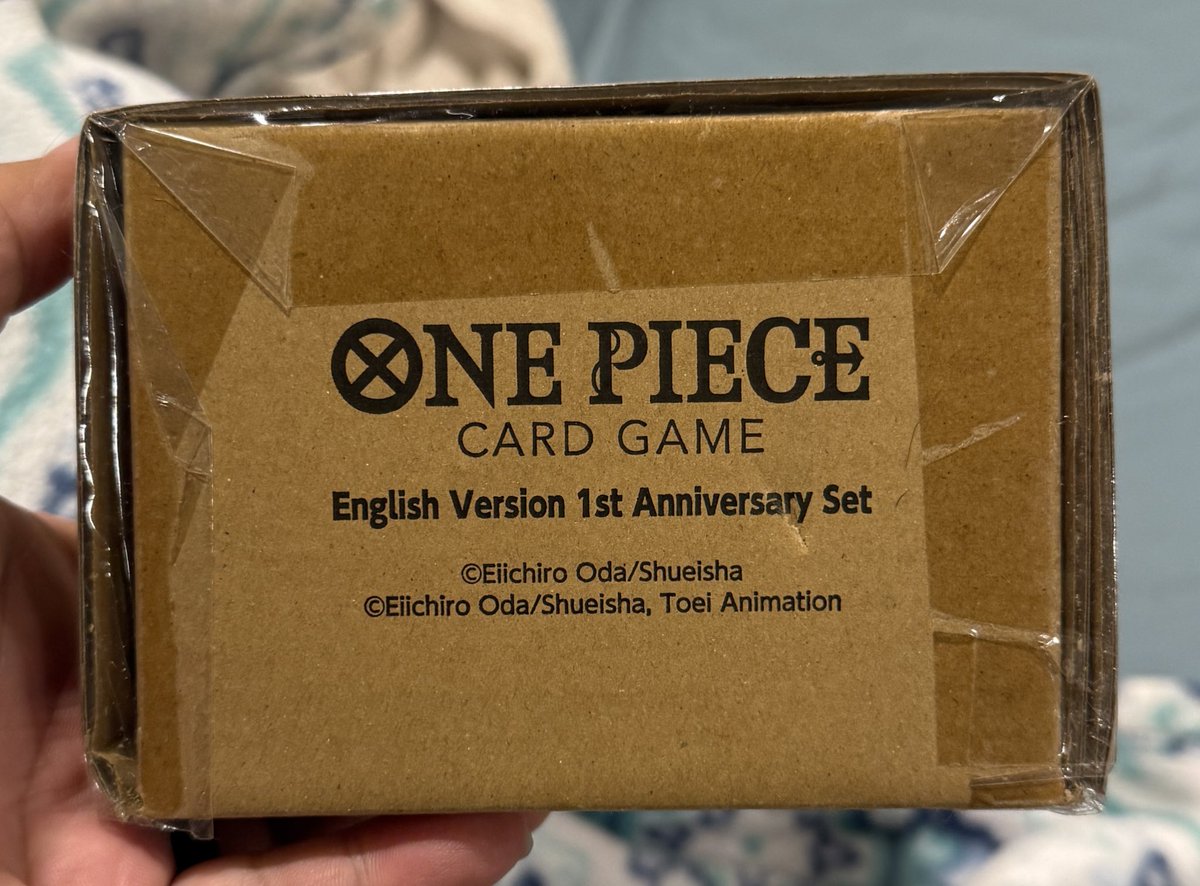 ONE PIECE
CARD GAME
English Version 1st Anniversary Set
©Eiichiro Oda/Shueisha
©Eiichiro Oda/Shueisha, Toei Animation